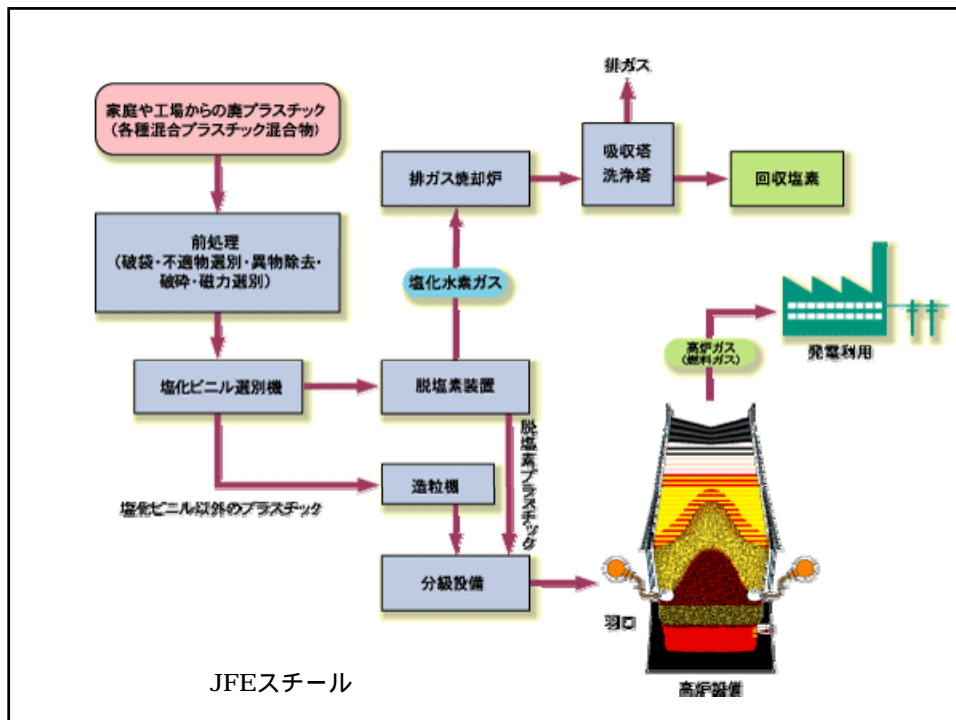 家庭や工場からの廃プラスチック
(各種混合プラスチック混合物)
前処理
(破袋・不適物選別・異物除去・
破砕・磁力選別)
塩化ビニル選別機
塩化ビニル以外のプラスチック
排ガス
排ガス焼却炉
吸収塔
洗浄塔
回収塩素
塩化水素ガス
脱塩素装置
脱塩素プラスチック
造粒機
分級設備
高炉ガス
(燃料ガス)
発電利用
羽口
高炉設備
JFEスチール